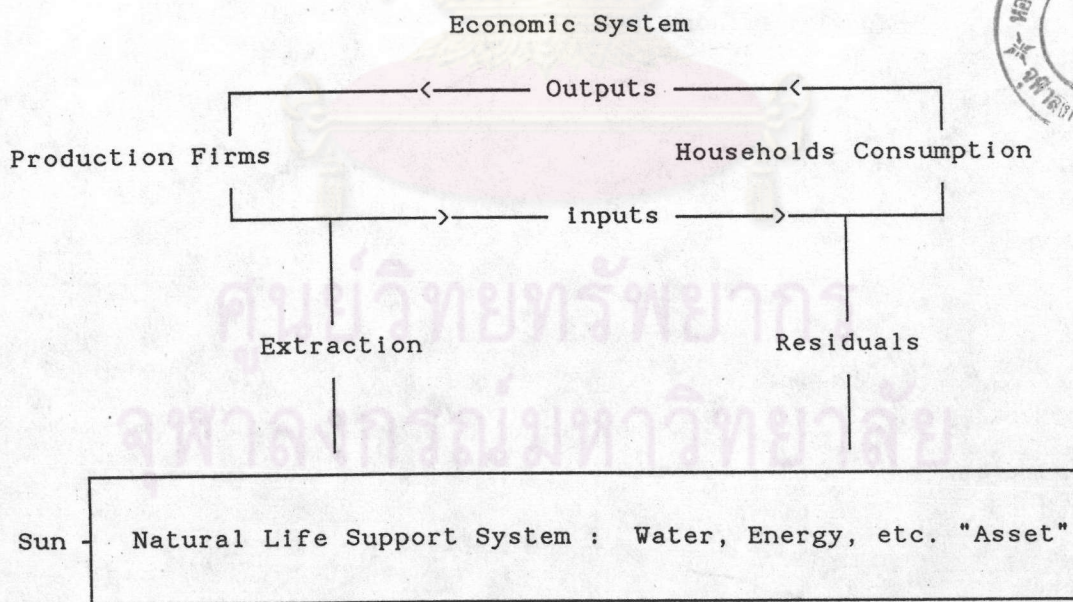 Economic System
Outputs
Production Firms Households Consumption
inputs
ศูนย์วิทยทรัพยากร
Extraction Residuals
จุฬาลงกรณ์มหาวิทยาลัย
Sun Natural Life Support System : Water, Energy, etc. "Asset"